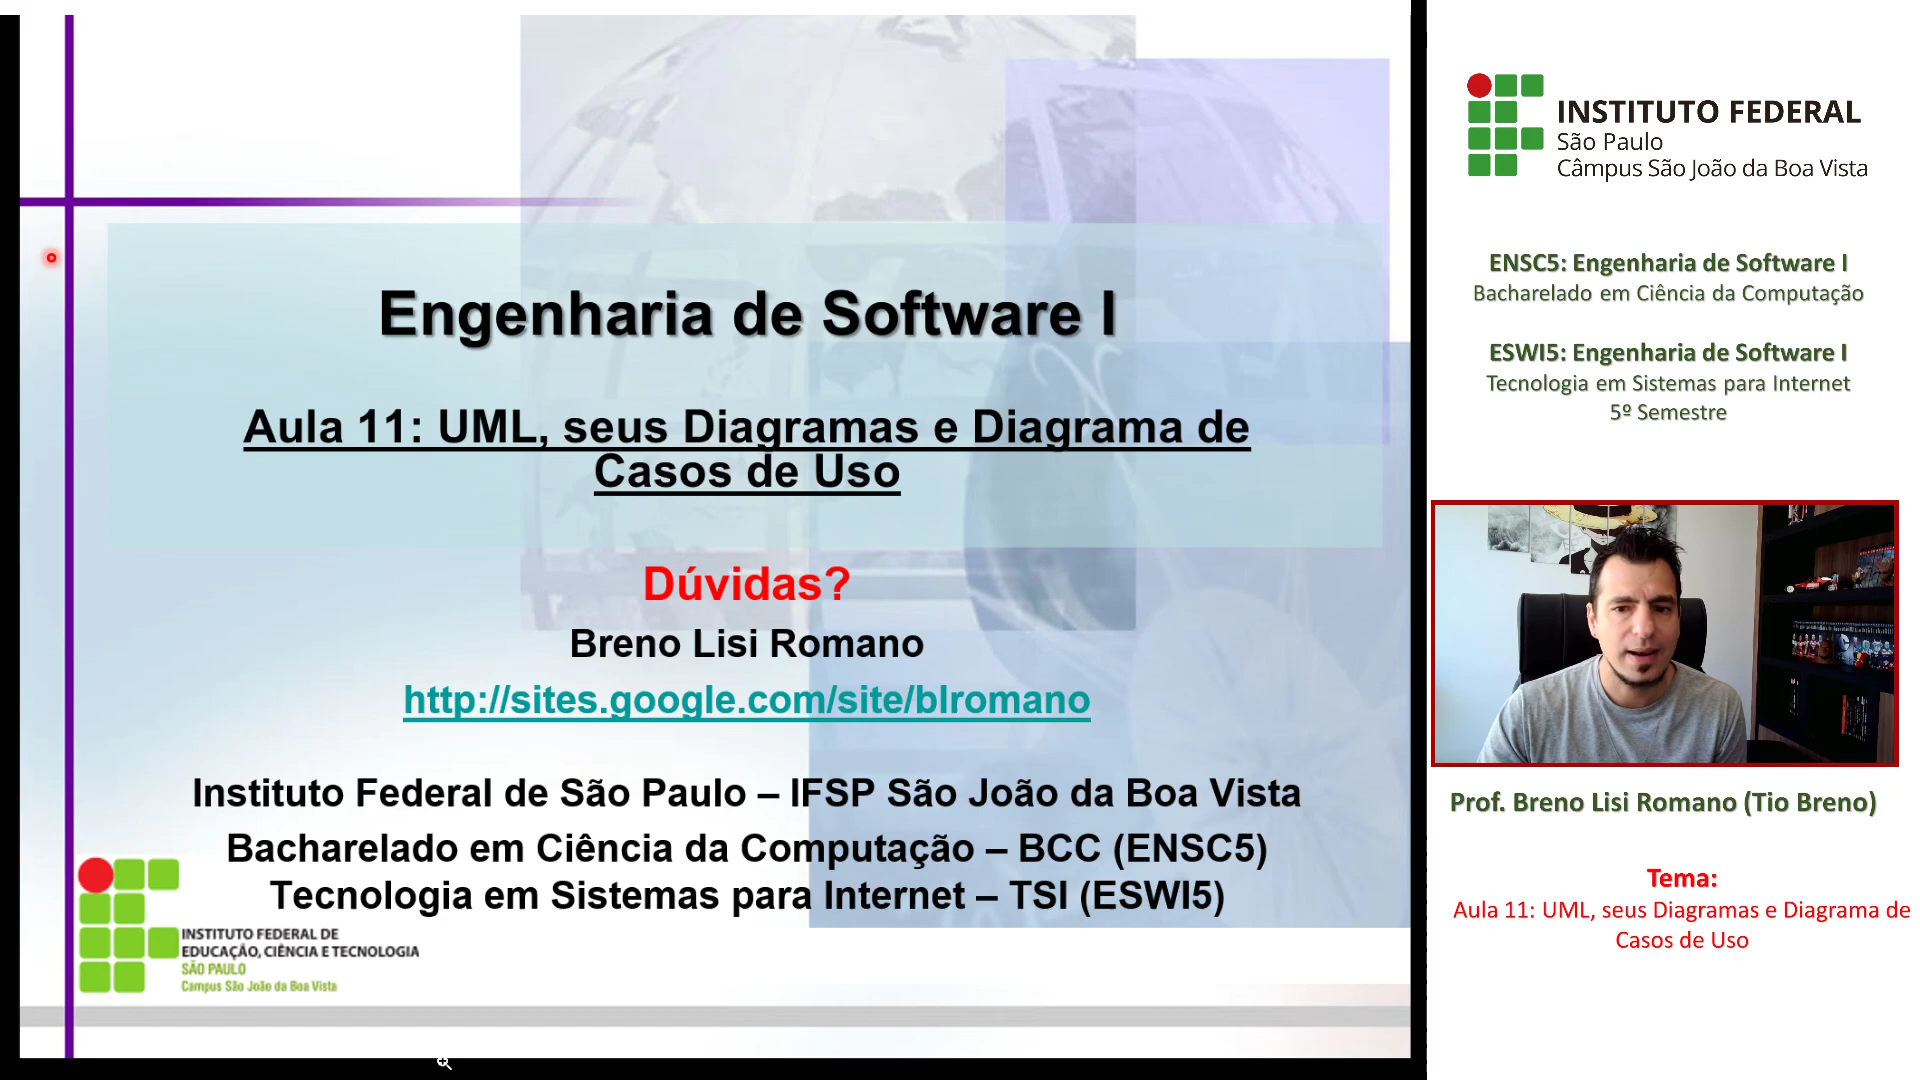 Engenharia de Software I
Aula 11: UML, seus Diagramas e Diagrama de
Casos de Uso
Dúvidas?
Breno Lisi Romano
http://sites.google.com/site/blromano
Instituto Federal de São Paulo – IFSP São João da Boa Vista
Bacharelado em Ciência da Computação – BCC (ENSC5)
Tecnologia em Sistemas para Internet – TSI (ESWI5)
INSTITUTO FEDERAL DE
EDUCAÇÃO, CIÊNCIA E TECNOLOGIA
SÃO PAULO
Campus São João da Boa Vista
INSTITUTO FEDERAL
São Paulo
Câmpus São João da Boa Vista
ENSC5: Engenharia de Software I
Bacharelado em Ciência da Computação
ESWI5: Engenharia de Software I
Tecnologia em Sistemas para Internet
5º Semestre
Prof. Breno Lisi Romano (Tio Breno)
Tema:
Aula 11: UML, seus Diagramas e Diagrama de
Casos de Uso